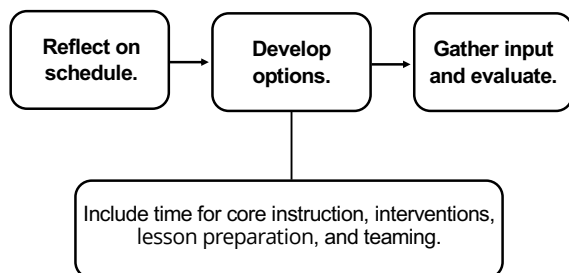 Reflect on
schedule.
Develop
options.
Gather input
and evaluate.
Include time for core instruction, interventions,
lesson preparation, and teaming.